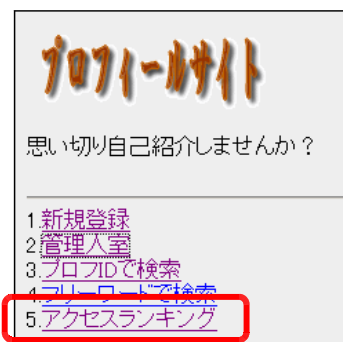 プロフィールサイト
思い切り自己紹介しませんか？
1.新規登録
2.管理人室
3.プロフIDで検索
4.フリーワードで検索
5.アクセスランキング